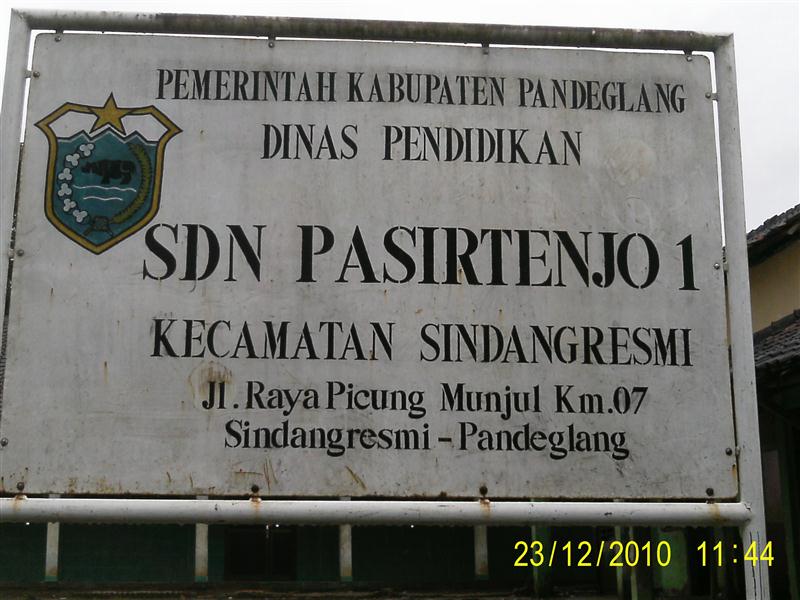 PEMERINTAH KABUPATEN PANDEGLANG
DINAS PENDIDIKAN
SDN PASIRTENJO 1
KECAMATAN SINDANGRESMI
Jl. Raya Picung Munjul Km.07
Sindangresmi - Pandeglang
23/12/2010 11:44